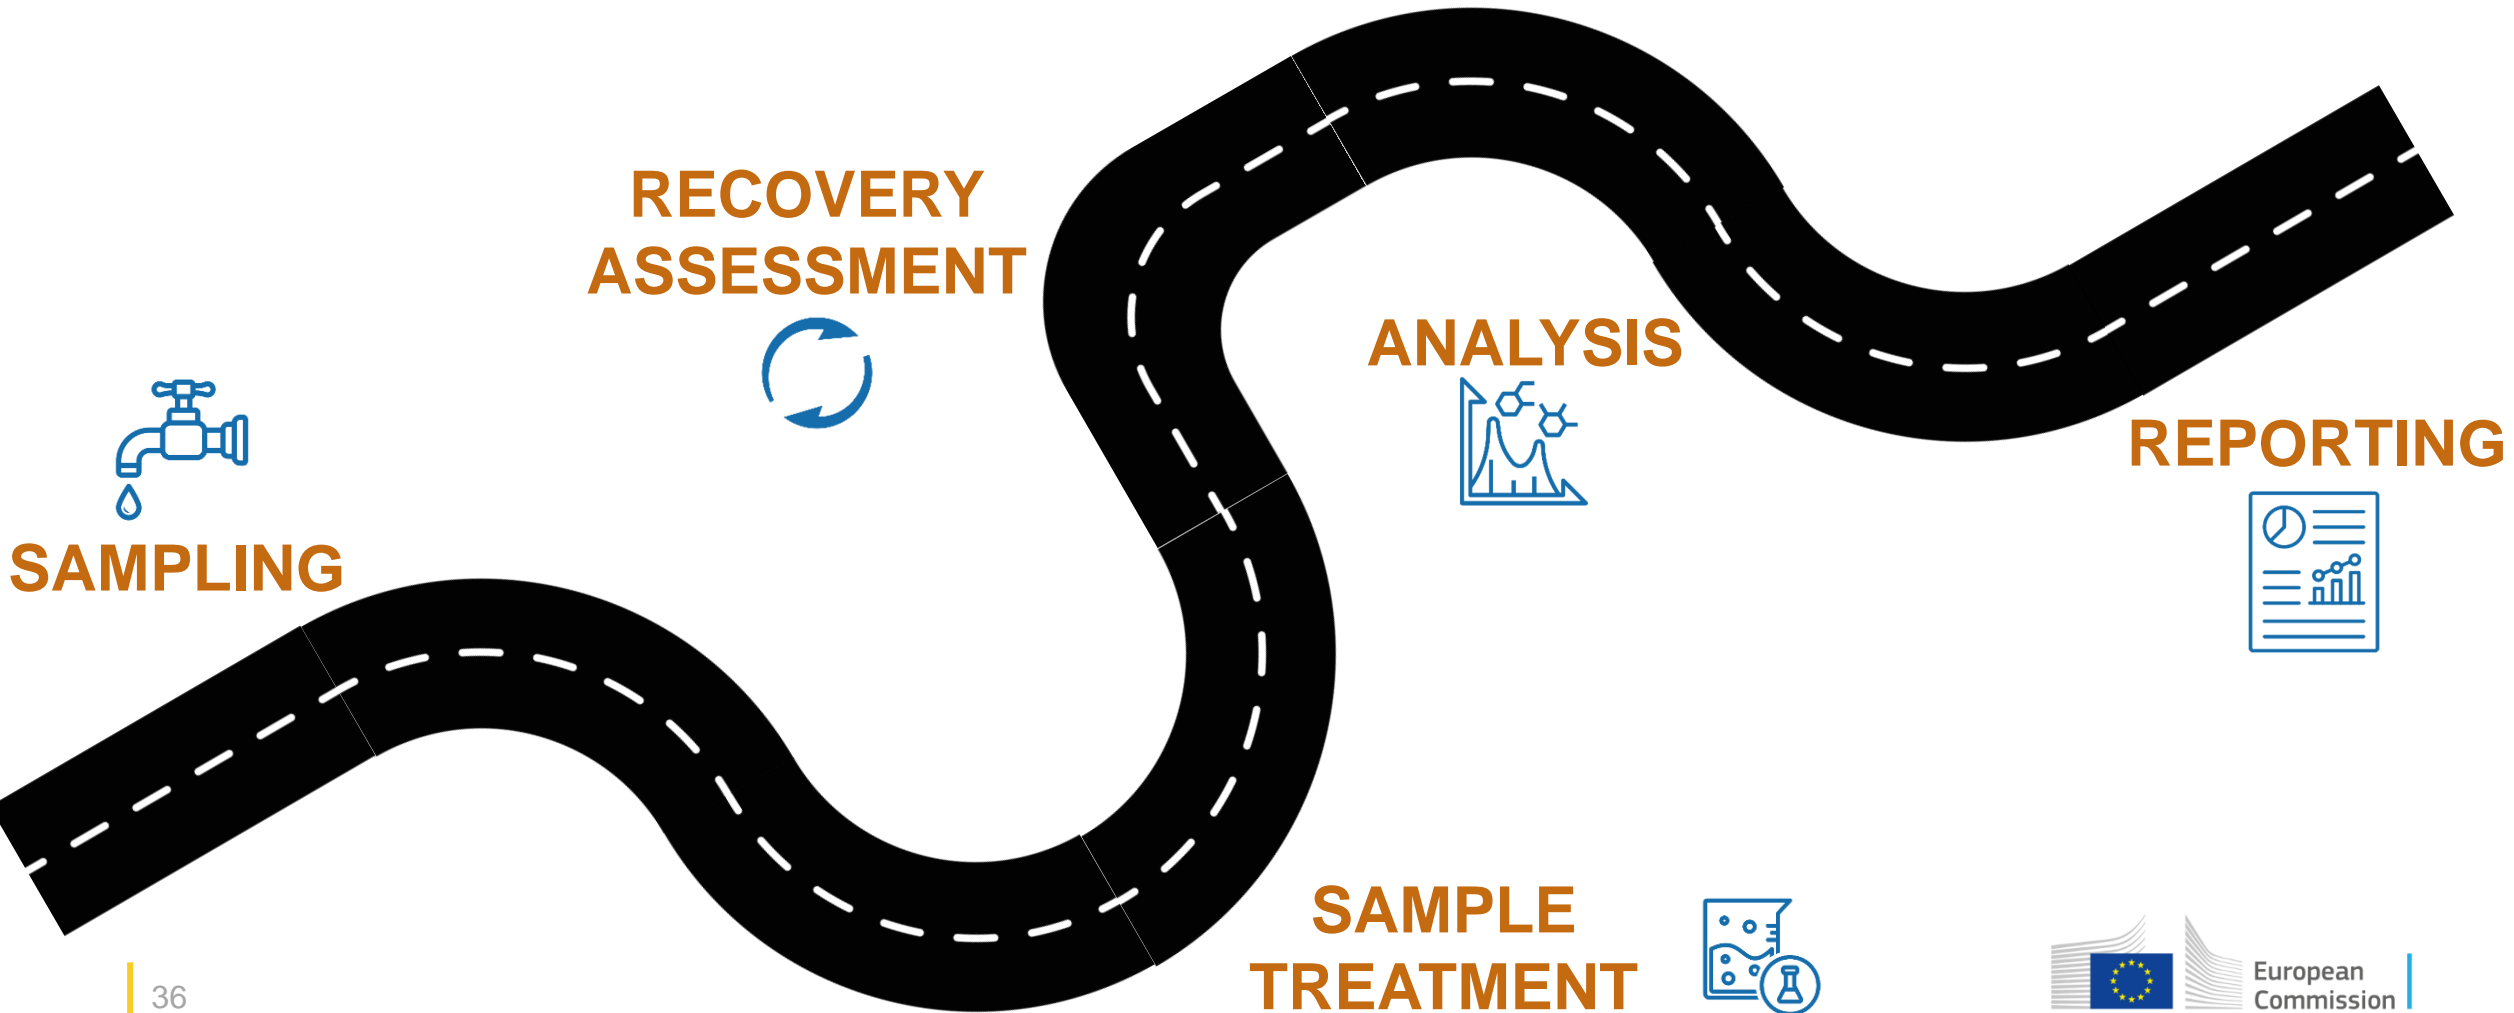 RECOVERY
ASSESSMENT
ANALYSIS
REPORTING
SAMPLING
SAMPLE
TREATMENT
36
European
Commission